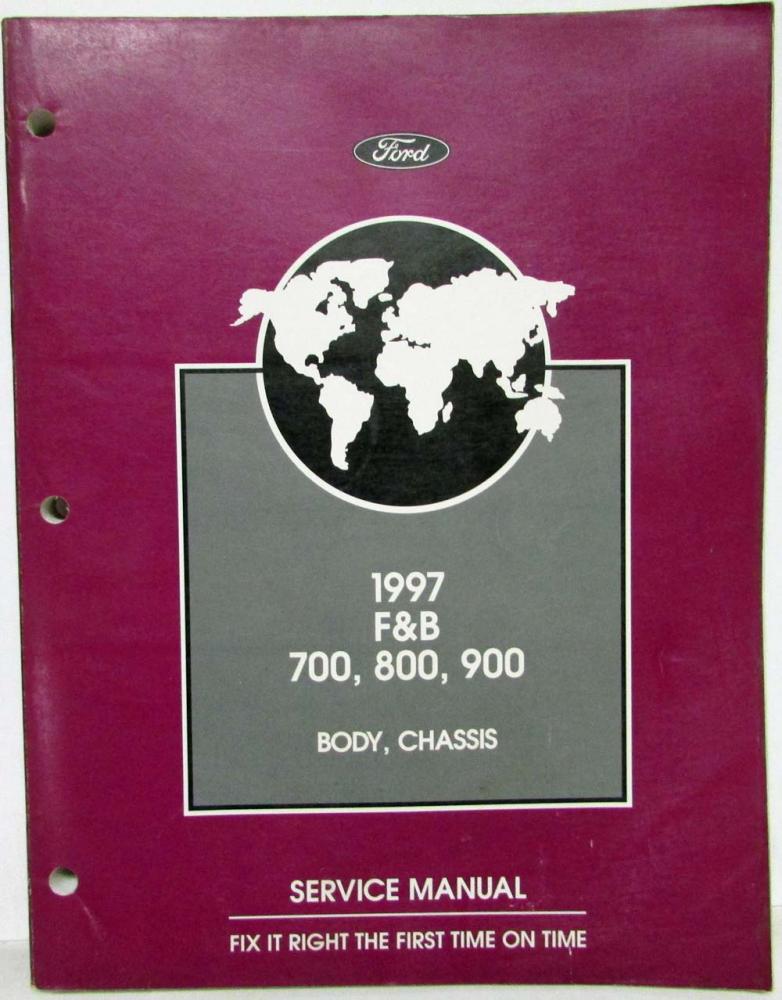 Ford
1997
F&B
700, 800, 900
BODY, CHASSIS
SERVICE MANUAL
FIX IT RIGHT THE FIRST TIME ON TIME